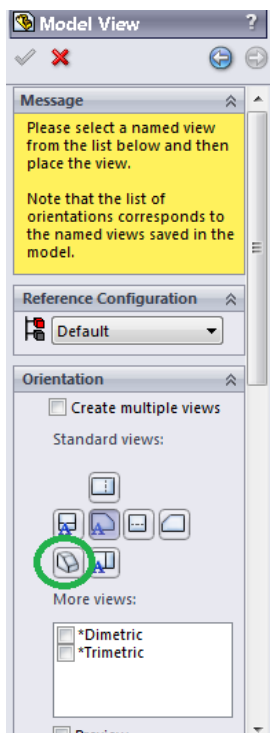 Model View ?
Message
Please select a named view
from the list below and then
place the view.
Note that the list of
orientations corresponds to
the named views saved in the
model.
Reference Configuration
Default
Orientation
Create multiple views
Standard views:
A A
A
More views:
*Dimetric
*Trimetric
Preview